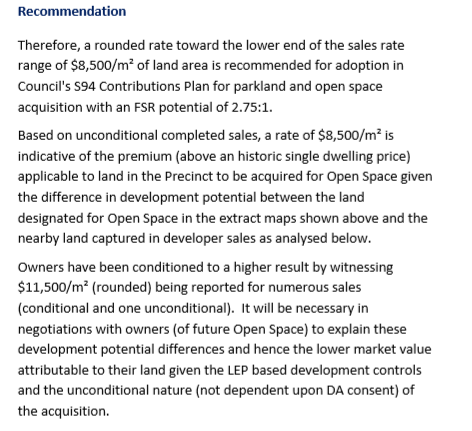 Recommendation
Therefore, a rounded rate toward the lower end of the sales rate
range of $8,500/m² of land area is recommended for adoption in
Council's S94 Contributions Plan for parkland and open space
acquisition with an FSR potential of 2.75:1.
Based on unconditional completed sales, a rate of $8,500/m² is
indicative of the premium (above an historic single dwelling price)
applicable to land in the Precinct to be acquired for Open Space given
the difference in development potential between the land
designated for Open Space in the extract maps shown above and the
nearby land captured in developer sales as analysed below.
Owners have been conditioned to a higher result by witnessing
$11,500/m² (rounded) being reported for numerous sales
(conditional and one unconditional).  It will be necessary in
negotiations with owners (of future Open Space) to explain these
development potential differences and hence the lower market value
attributable to their land given the LEP based development controls
and the unconditional nature (not dependent upon DA consent) of
the acquisition.